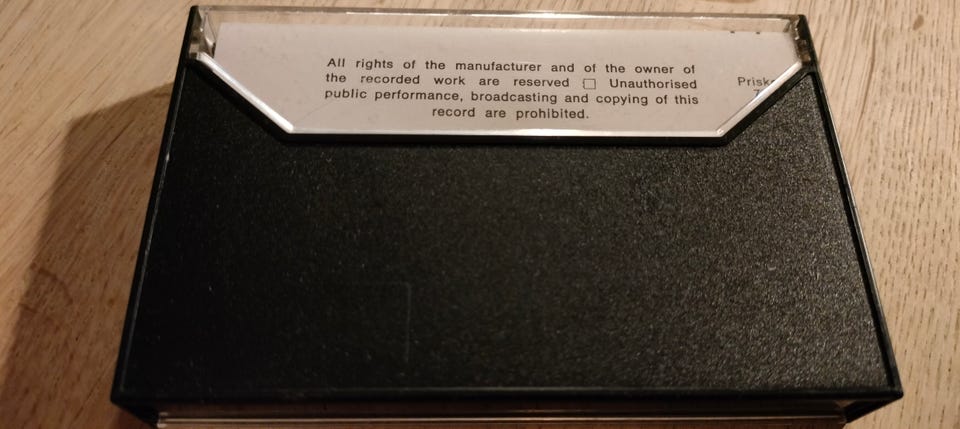 All rights of the manufacturer and of the owner of
the recorded work are reserved □ Unauthorised
public performance, broadcasting and copying of this
record are prohibited.